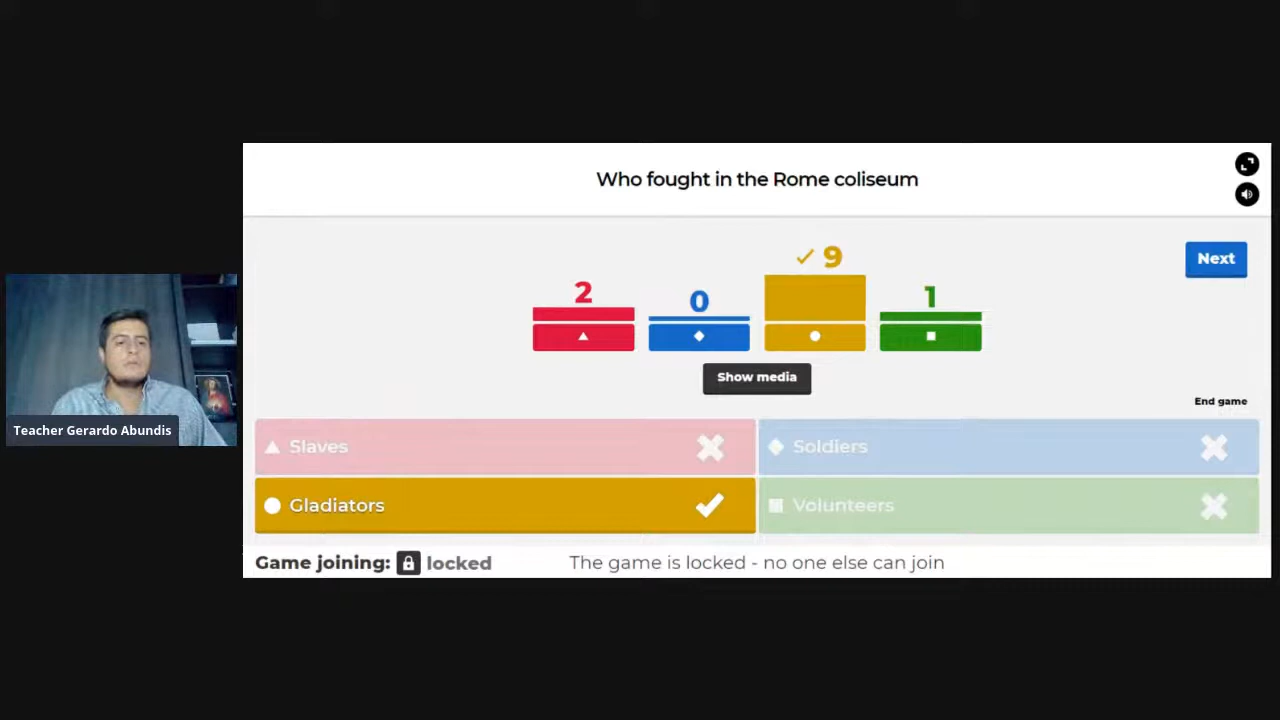 Who fought in the Rome coliseum
Next
2
0
9
1
Show media
End game
Slaves
Soldiers
Gladiators
Volunteers
Game joining: locked
The game is locked - no one else can join
Teacher Gerardo Abundis